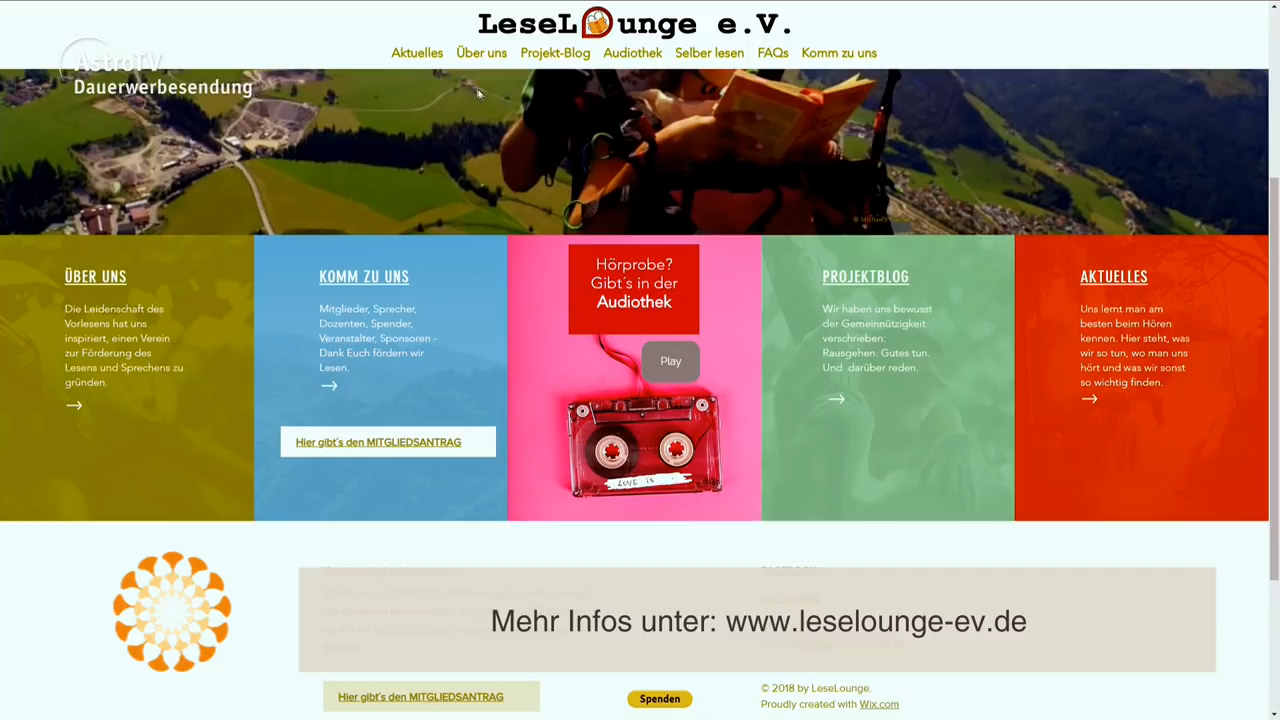 LeseLounge e.V.
Aktuelles Über uns Projekt-Blog Audiothek Selber lesen FAQs Komm zu uns
AstroTV
Dauerwerbesendung
ÜBER UNS
Die Leidenschaft des
Vorlesens hat uns
inspiriert, einen Verein
zur Förderung des
Lesens und Sprechens zu
gründen.
KOMM ZU UNS
Mitglieder, Sprecher,
Dozenten, Spender,
Veranstalter, Sponsoren -
Dank Euch fördern wir
Lesen.
Hier gibt´s den MITGLIEDSANTRAG
Hörprobe?
Gibt´s in der
Audiothek
Play
LOVE IS
PROJEKTBLOG
Wir haben uns bewusst
der Gemeinnützigkeit
verschrieben:
Rausgehen. Gutes tun.
Und darüber reden.
AKTUELLES
Uns lernt man am
besten beim Hören
kennen. Hier steht, was
wir so tun, wo man uns
hört und was wir sonst
so wichtig finden.
Mehr Infos unter: www.leselounge-ev.de
Hier gibt´s den MITGLIEDSANTRAG
Spenden
© 2018 by LeseLounge.
Proudly created with Wix.com